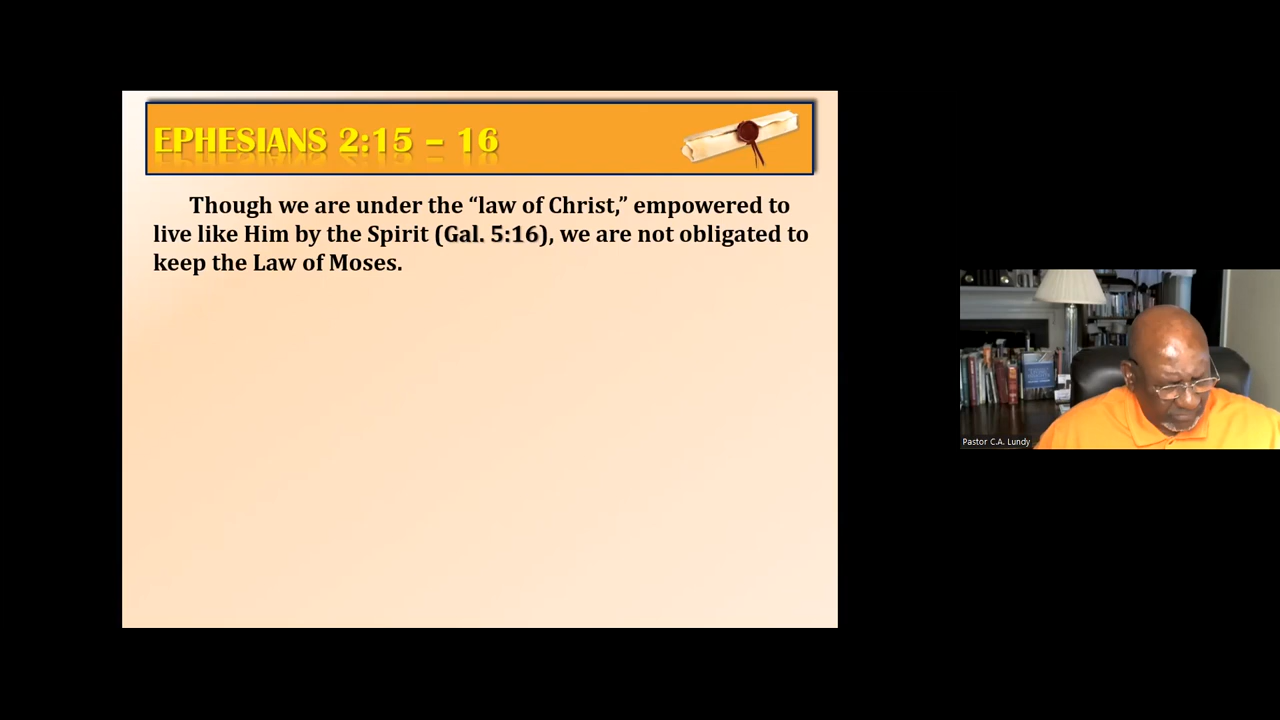 EPHESIANS 2:15 – 16
Though we are under the “law of Christ,” empowered to
live like Him by the Spirit (Gal. 5:16), we are not obligated to
keep the Law of Moses.
Pastor C.A. Lundy